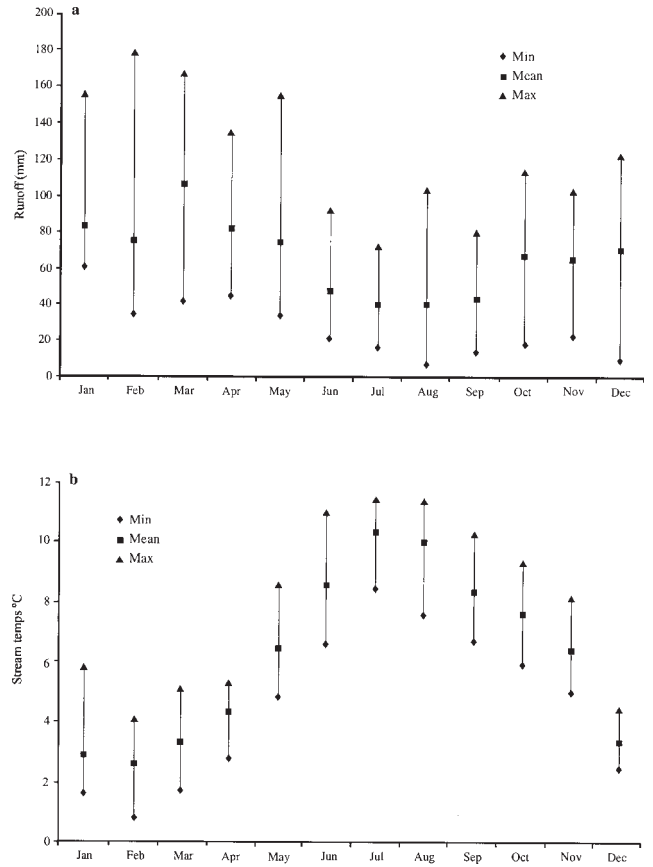 a
200
180
160
140
120
100
80
60
40
20
0
Runoff (mm)
Min
Mean
Max
Jan Feb Mar Apr May Jun Jul Aug Sep Oct Nov Dec
b
12
10
8
6
4
2
0
Stream temps °C
Min
Mean
Max
Jan Feb Mar Apr May Jun Jul Aug Sep Oct Nov Dec